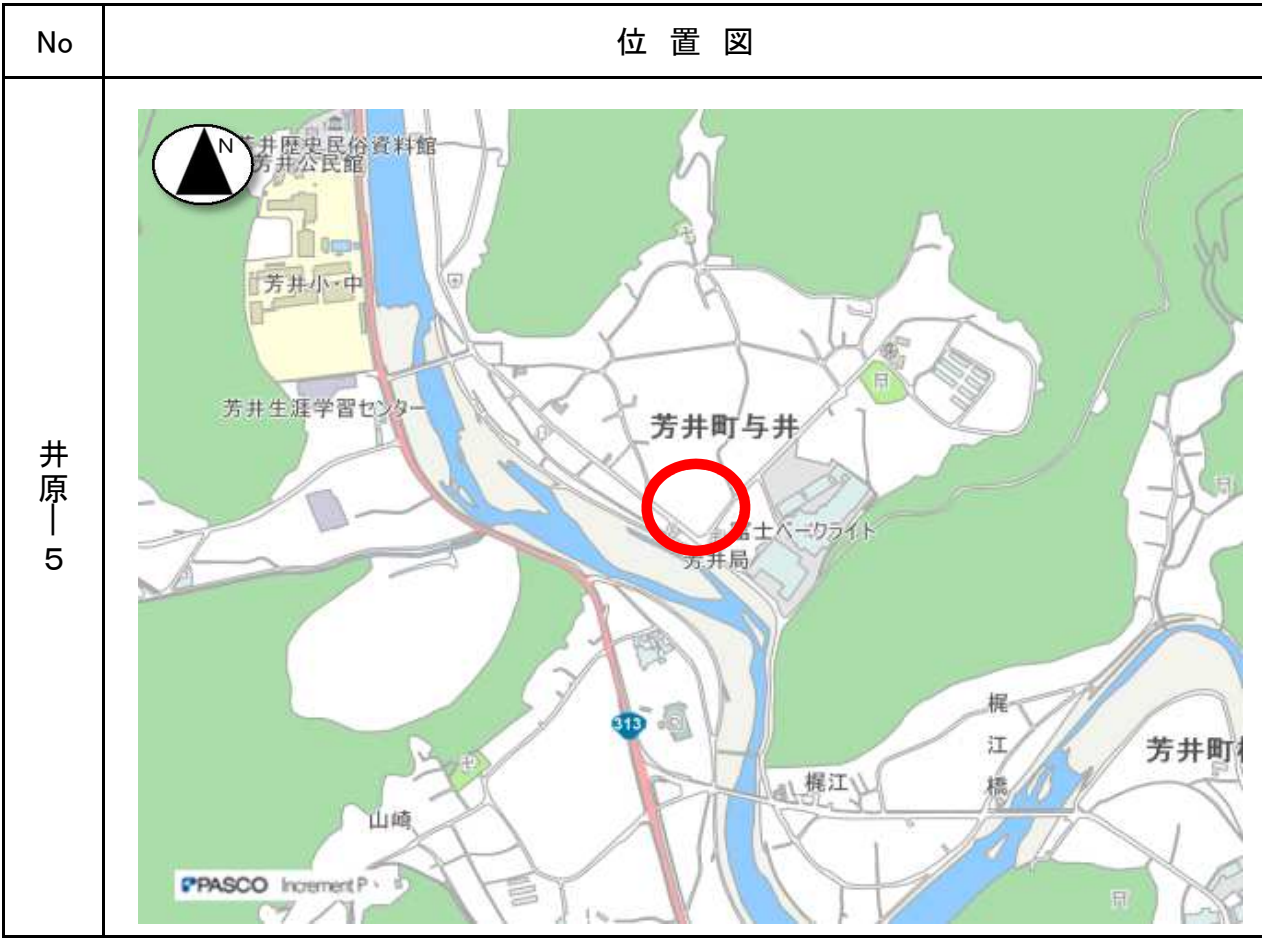 No
位置図
井原ー5
N
芳井歴史民俗資料館
芳井公民館
芳井小・中
芳井生涯学習センター
芳井町与井
富士ベークライト
芳井局
313
山崎
梶江
梶江橋
芳井町
PASCO Increment P